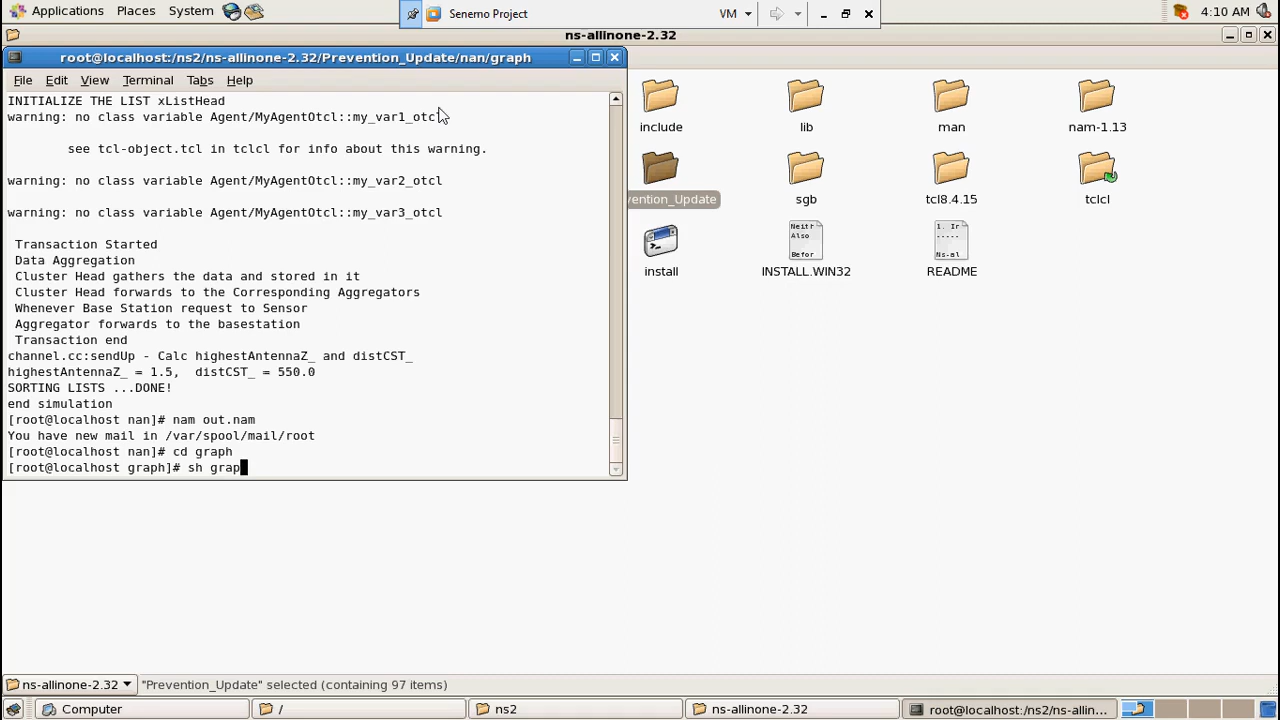 Applications Places System
Senerno Project
VM
4:10 AM
ns-allinone-2.32
root@localhost:/ns2/ns-allinone-2.32/Prevention_Update/nan/graph
File Edit View Terminal Tabs Help
INITIALIZE THE LIST xListHead
warning: no class variable Agent/MyAgentOtcl::my_var1_otcl
see tcl-object.tcl in tclcl for info about this warning.
warning: no class variable Agent/MyAgentOtcl::my_var2_otcl
warning: no class variable Agent/MyAgentOtcl::my_var3_otcl
Transaction Started
Data Aggregation
Cluster Head gathers the data and stored in it
Cluster Head forwards to the Corresponding Aggregators
Whenever Base Station request to Sensor
Aggregator forwards to the basestation
Transaction end
channel.cc:sendUp - Calc highestAntennaZ_ and distCST_
highestAntennaZ_ = 1.5,  distCST_ = 550.0
SORTING LISTS ...DONE!
end simulation
[root@localhost nan]# nam out.nam
You have new mail in /var/spool/mail/root
[root@localhost nan]# cd graph
[root@localhost graph]# sh grap
include lib man nam-1.13
vention_Update sgb tcl8.4.15 tclcl
Neith
Also
Befor
1. Ir
-----
Ns-al
install INSTALL.WIN32 README
ns-allinone-2.32 "Prevention_Update" selected (containing 97 items)
Computer / ns2 ns-allinone-2.32 root@localhost:/ns2/ns-allin...